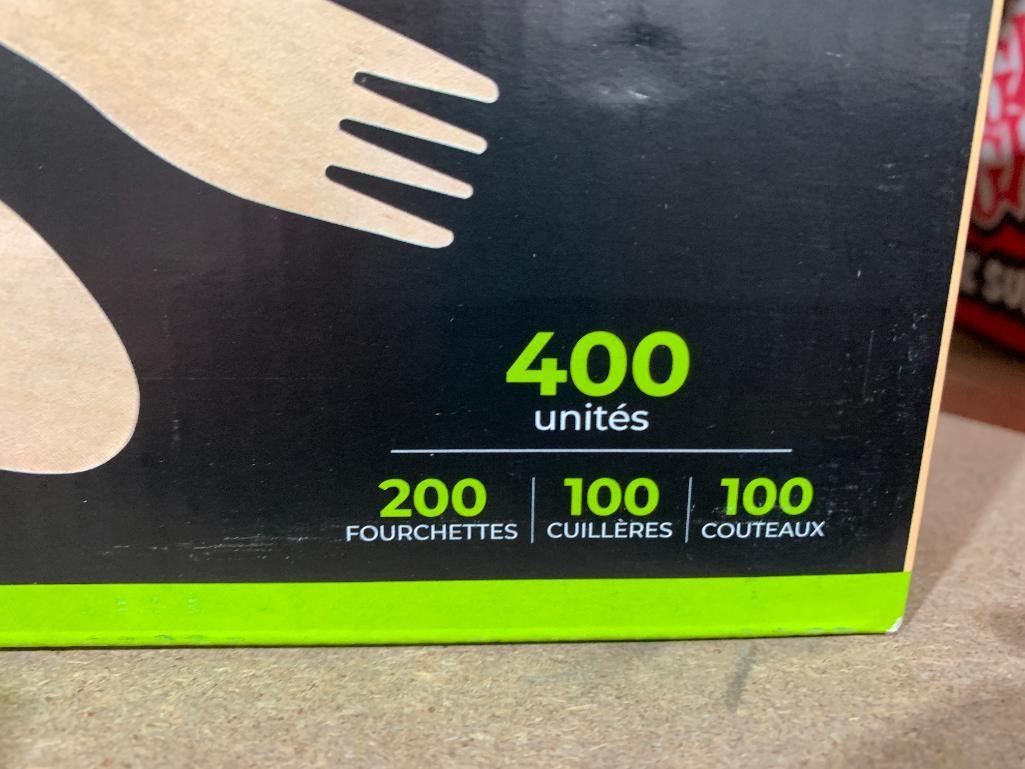 400
unités
200 100 100
FOURCHETTES CUILLÈRES COUTEAUX